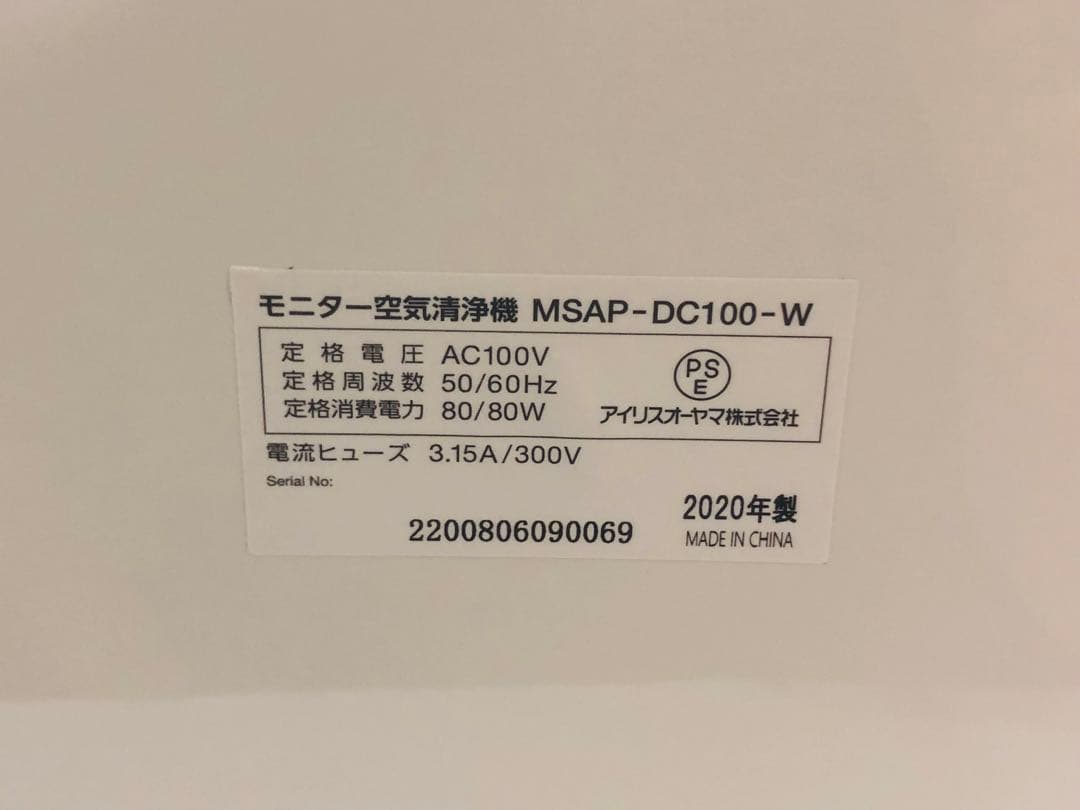 モニター空気清浄機 MSAP-DC100-W
定格電圧 AC100V
定格周波数 50/60Hz
定格消費電力 80/80W
PSE
アイリスオーヤマ株式会社
電流ヒューズ 3.15A/300V
Serial No:
2200806090069
2020年製
MADE IN CHINA